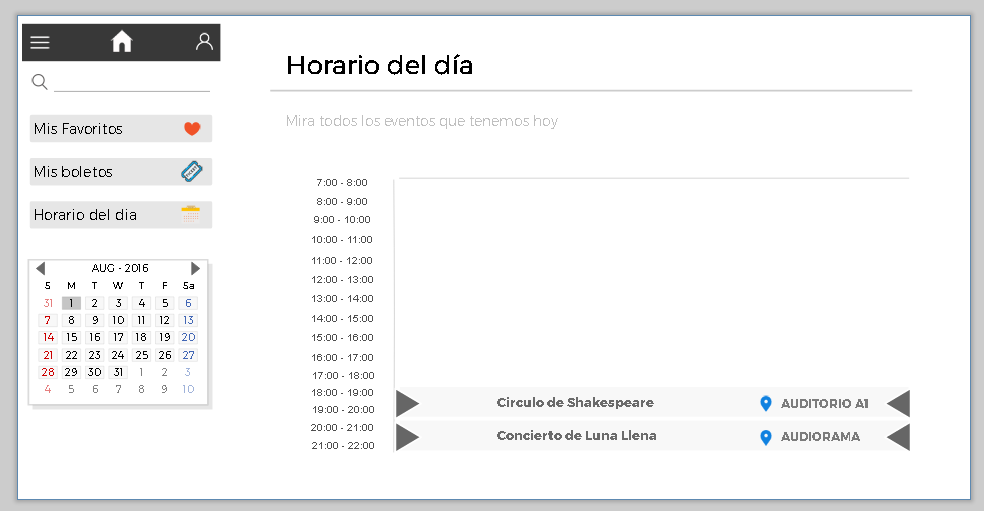 Horario del día
Mira todos los eventos que tenemos hoy
Mis Favoritos
Mis boletos
Horario del dia
AUG - 2016
S M T W T F Sa
31 1 2 3 4 5 6
7 8 9 10 11 12 13
14 15 16 17 18 19 20
21 22 23 24 25 26 27
28 29 30 31 1 2 3
4 5 6 7 8 9 10
7:00 - 8:00
8:00 - 9:00
9:00 - 10:00
10:00 - 11:00
11:00 - 12:00
12:00 - 13:00
13:00 - 14:00
14:00 - 15:00
15:00 - 16:00
16:00 - 17:00
17:00 - 18:00
18:00 - 19:00
19:00 - 20:00
20:00 - 21:00
21:00 - 22:00
Circulo de Shakespeare AUDITORIO A1
Concierto de Luna Llena AUDIORAMA